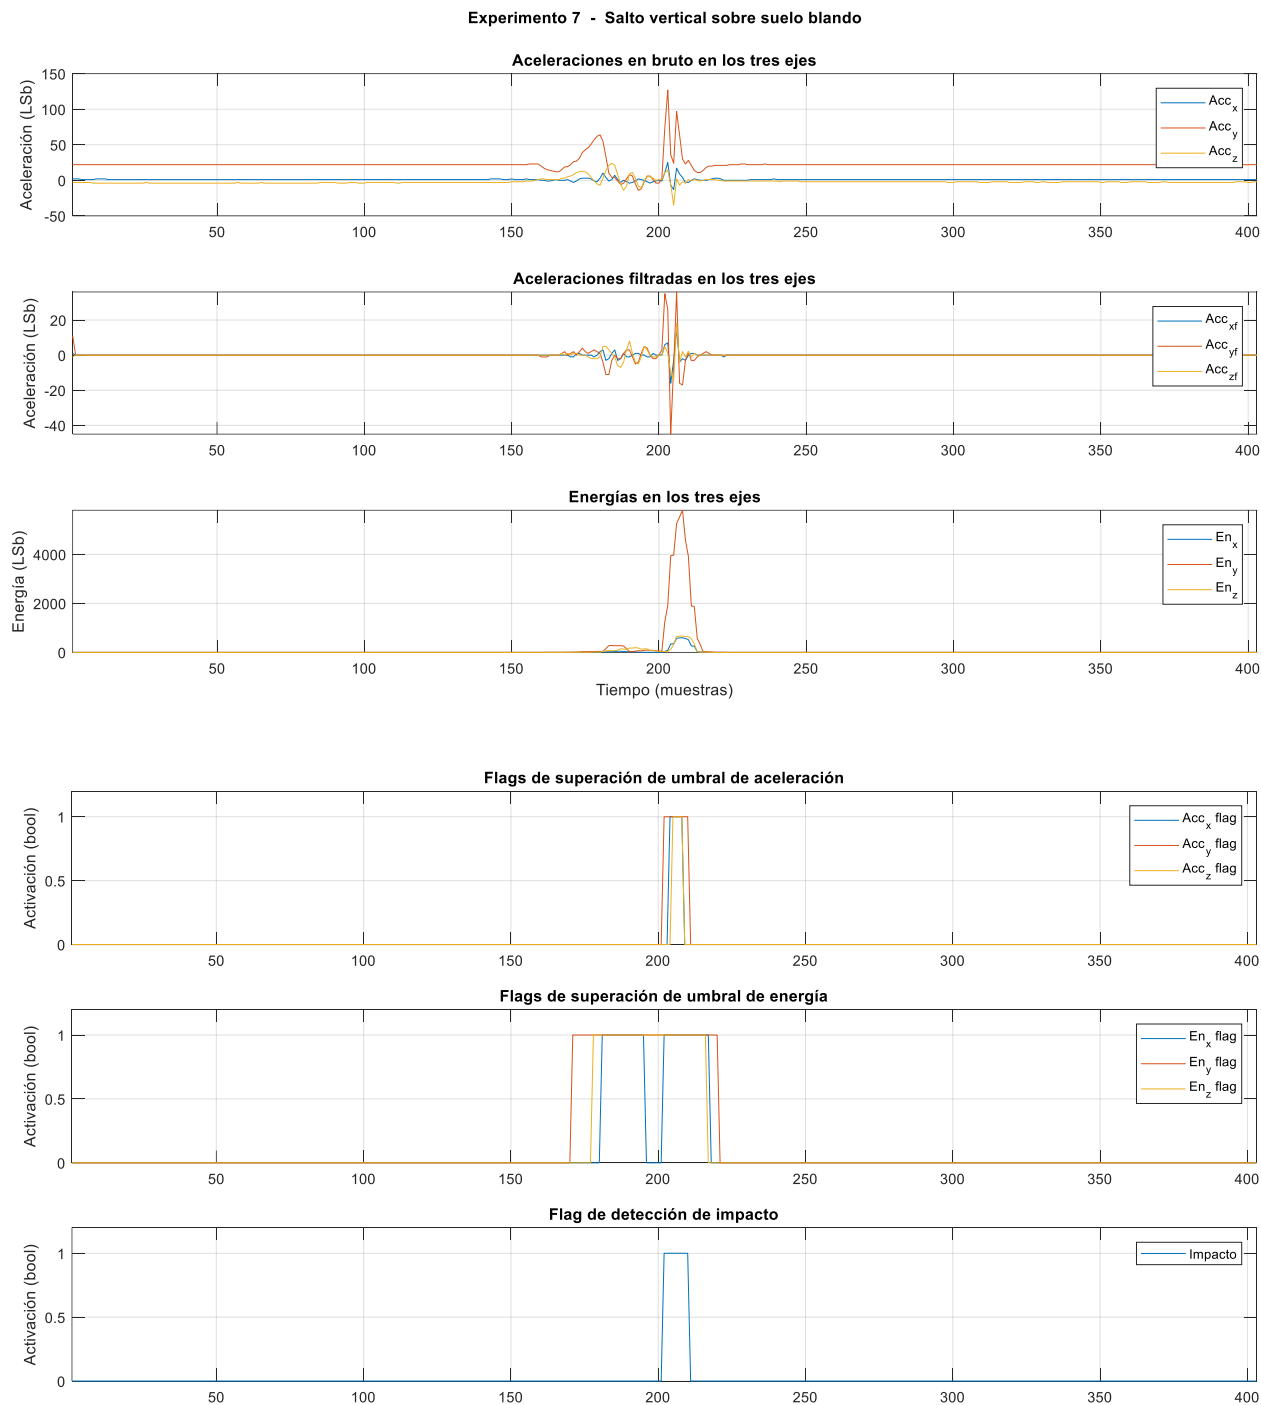 Experimento 7 - Salto vertical sobre suelo blando
Aceleraciones en bruto en los tres ejes
Aceleración (LSb)
150
100
50
0
-50
Acc_x
Acc_y
Acc_z
50 100 150 200 250 300 350 400
Aceleraciones filtradas en los tres ejes
Aceleración (LSb)
20
0
-20
-40
Acc_xf
Acc_yf
Acc_zf
50 100 150 200 250 300 350 400
Energías en los tres ejes
Energía (LSb)
4000
2000
0
En_x
En_y
En_z
50 100 150 200 250 300 350 400
Tiempo (muestras)
Flags de superación de umbral de aceleración
Activación (bool)
1
0.5
0
Acc_x flag
Acc_y flag
Acc_z flag
50 100 150 200 250 300 350 400
Flags de superación de umbral de energía
Activación (bool)
1
0.5
0
En_x flag
En_y flag
En_z flag
50 100 150 200 250 300 350 400
Flag de detección de impacto
Activación (bool)
1
0.5
0
Impacto
50 100 150 200 250 300 350 400